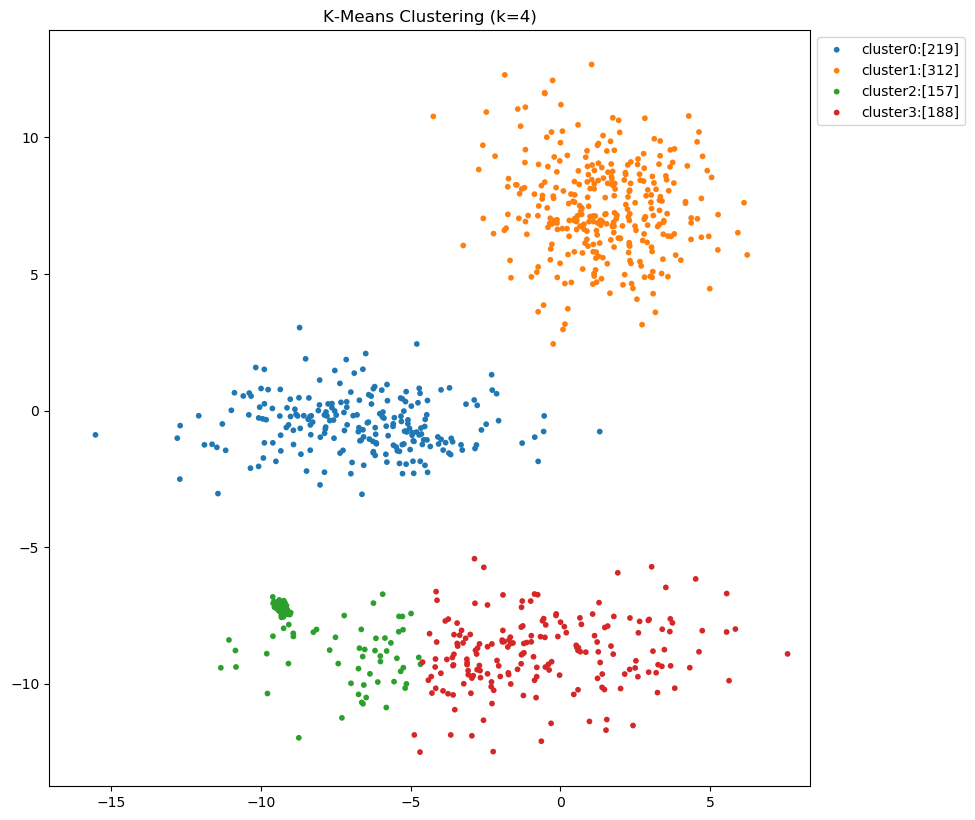 K-Means Clustering (k=4)
cluster0:[219]
cluster1:[312]
cluster2:[157]
cluster3:[188]
10
5
0
−5
−10
−15
−10
−5
0
5